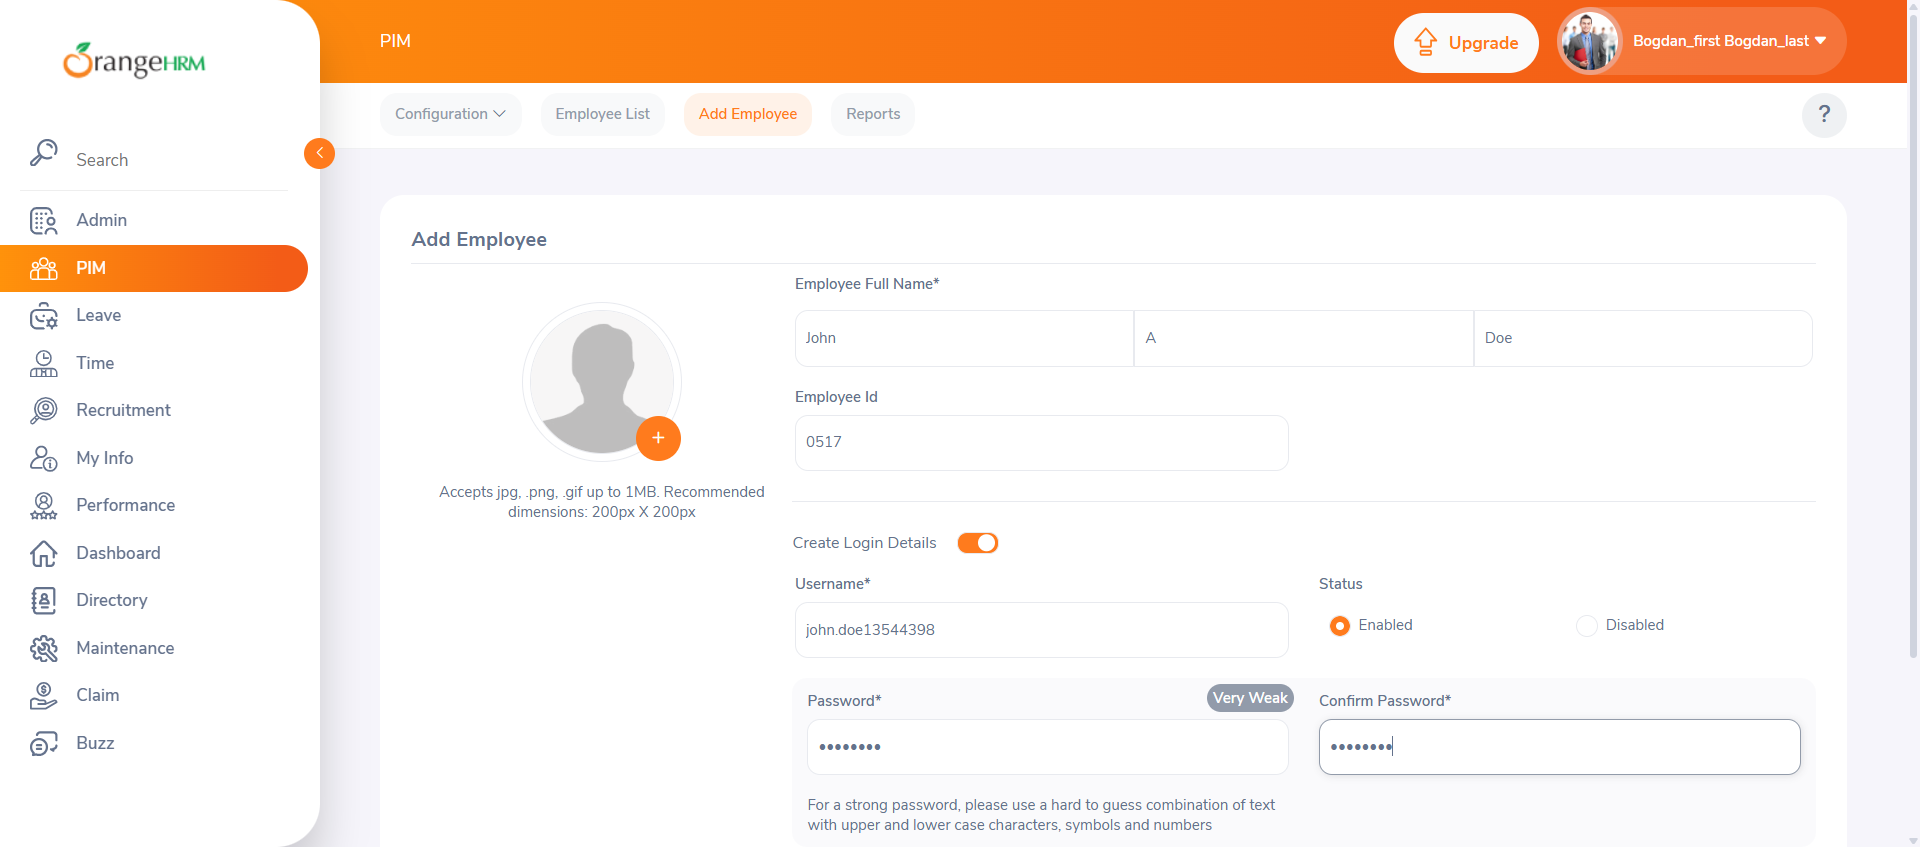 OrangeHRM
PIM
Upgrade
Bogdan_first Bogdan_last
Configuration
Employee List
Add Employee
Reports
?
Search
Admin
PIM
Leave
Time
Recruitment
My Info
Performance
Dashboard
Directory
Maintenance
Claim
Buzz
Add Employee
Accepts jpg, .png, .gif up to 1MB. Recommended
dimensions: 200px X 200px
Employee Full Name*
John
A
Doe
Employee Id
0517
Create Login Details
Username*
john.doe13544398
Status
Enabled
Disabled
Password*
Very Weak
••••••••
Confirm Password*
••••••••
For a strong password, please use a hard to guess combination of text
with upper and lower case characters, symbols and numbers